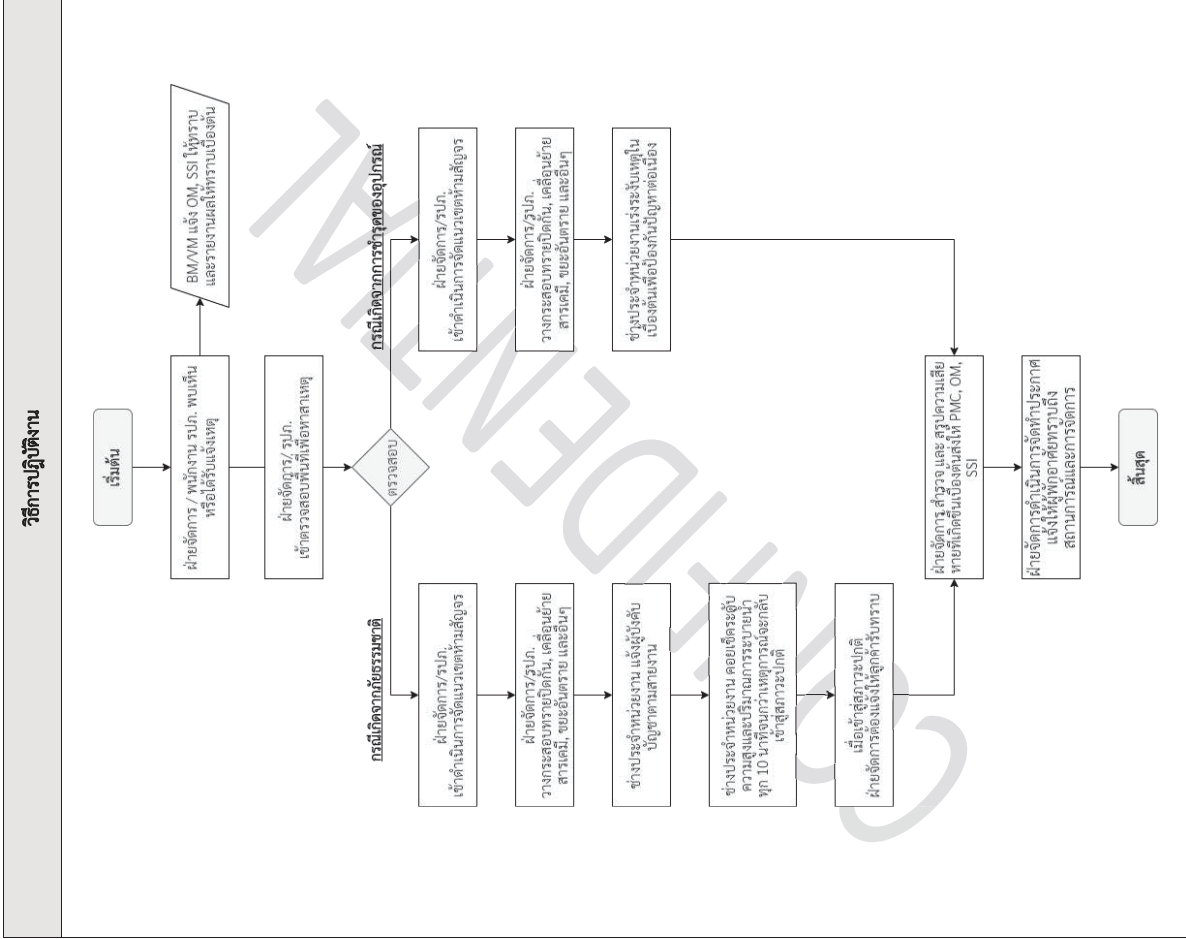 วิธีการปฏิบัติงาน
เริ่มต้น
ฝ่ายจัดการ / พนักงาน รปภ. พบเห็น
หรือได้รับแจ้งเหตุ
BM/VM แจ้ง OM, SSI ให้ทราบ
และรายงานผลให้ทราบเบื้องต้น
ฝ่ายจัดการ/ รปภ.
เข้าตรวจสอบพื้นที่เพื่อหาสาเหตุ
ตรวจสอบ
กรณีเกิดจากภัยธรรมชาติ
ฝ่ายจัดการ/รปภ.
เข้าดำเนินการจัดแนวเขตห้ามสัญจร
ฝ่ายจัดการ/รปภ.
วางกระสอบทรายปิดกั้น, เคลื่อนย้าย
สารเคมี, ขยะอันตราย และอื่นๆ
ช่างประจำหน่วยงาน แจ้งผู้บังคับ
บัญชาตามสายงาน
ช่างประจำหน่วยงาน คอยเช็คระดับ
ความสูงและปริมาณการระบายน้ำ
ทุก 10 นาทีจนกว่าเหตุการณ์จะกลับ
เข้าสู่สภาวะปกติ
เมื่อเข้าสู่สภาวะปกติ
ฝ่ายจัดการต้องแจ้งให้ลูกค้ารับทราบ
กรณีเกิดจากการชำรุดของอุปกรณ์
ฝ่ายจัดการ/รปภ.
เข้าดำเนินการจัดแนวเขตห้ามสัญจร
ฝ่ายจัดการ/รปภ.
วางกระสอบทรายปิดกั้น, เคลื่อนย้าย
สารเคมี, ขยะอันตราย และอื่นๆ
ช่างประจำหน่วยงานเร่งระงับเหตุใน
เบื้องต้นเพื่อป้องกันปัญหาต่อเนื่อง
ฝ่ายจัดการ สำรวจ และ สรุปความเสีย
หายที่เกิดขึ้นเบื้องต้นส่งให้ PMC, OM,
SSI
ฝ่ายจัดการดำเนินการจัดทำประกาศ
แจ้งให้ผู้พักอาศัยทราบถึง
สถานการณ์และการจัดการ
สิ้นสุด
CONFIDENTIAL